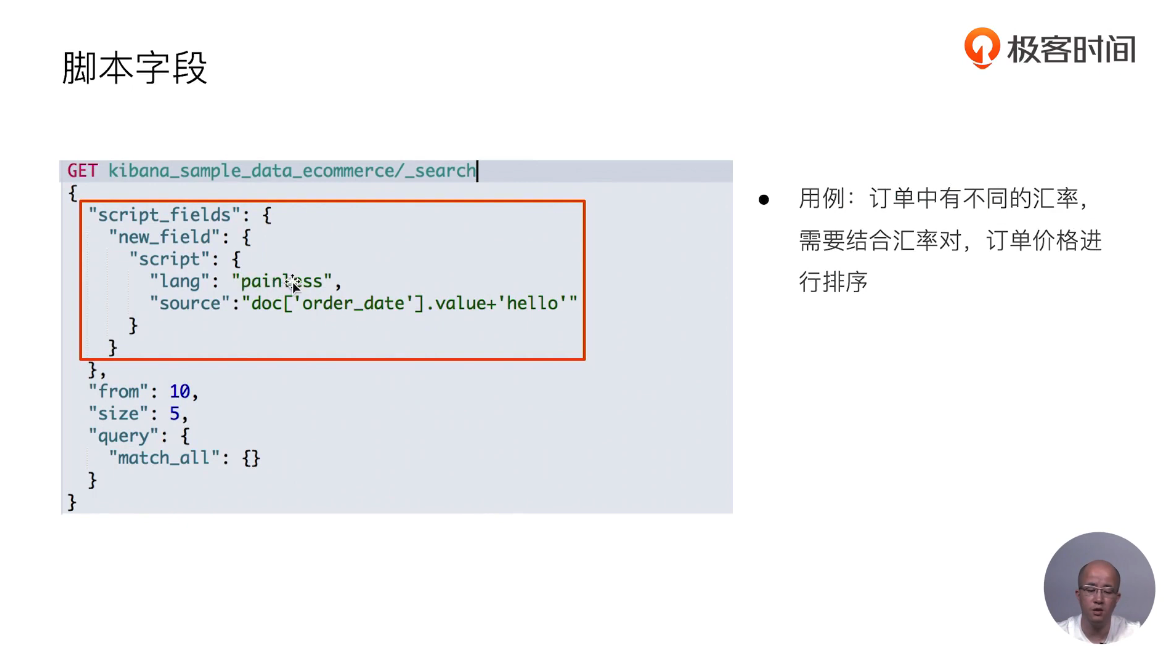 脚本字段
极客时间
GET kibana_sample_data_ecommerce/_search
{
"script_fields": {
"new_field": {
"script": {
"lang": "painless",
"source":"doc['order_date'].value+'hello'"
}
}
},
"from": 10,
"size": 5,
"query": {
"match_all": {}
}
}
● 用例：订单中有不同的汇率，
需要结合汇率对，订单价格进
行排序